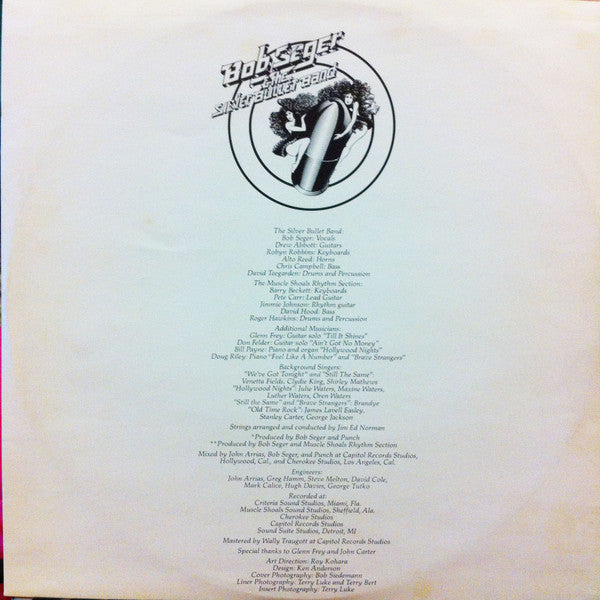 Bob Seger
& the
Silver Bullet Band
The Silver Bullet Band:
Bob Seger: Vocals
Drew Abbott: Guitars
Robyn Robbins: Keyboards
Alto Reed: Horns
Chris Campbell: Bass
David Teegarden: Drums and Percussion
The Muscle Shoals Rhythm Section:
Barry Beckett: Keyboards
Pete Carr: Lead Guitar
Jimmie Johnson: Rhythm guitar
David Hood: Bass
Roger Hawkins: Drums and Percussion
Additional Musicians:
Glenn Frey: Guitar solo "Till It Shines"
Don Felder: Guitar solo "Ain't Got No Money"
Bill Payne: Piano and organ "Hollywood Nights"
Doug Riley: Piano "Feel Like A Number" and "Brave Strangers"
Background Singers:
"We've Got Tonight" and "Still The Same":
Venetta Fields, Clydie King, Shirley Mathews
"Hollywood Nights": Julie Waters, Maxine Waters,
Luther Waters, Oren Waters
"Still the Same" and "Brave Strangers": Brandye
"Old Time Rock": James Lavell Easley,
Stanley Carter, George Jackson
Strings arranged and conducted by Jim Ed Norman
*Produced by Bob Seger and Punch
**Produced by Bob Seger and Muscle Shoals Rhythm Section
Mixed by John Arrias, Bob Seger, and Punch at Capitol Records Studios,
Hollywood, Cal., and Cherokee Studios, Los Angeles, Cal.
Engineers:
John Arrias, Greg Hamm, Steve Melton, David Cole,
Mark Calice, Hugh Davies, George Tutko
Recorded at:
Criteria Sound Studios, Miami, Fla.
Muscle Shoals Sound Studios, Sheffield, Ala.
Cherokee Studios
Capitol Records Studios
Sound Suite Studios, Detroit, MI
Mastered by Wally Traugott at Capitol Records Studios
Special thanks to Glenn Frey and John Carter
Art Direction: Roy Kohara
Design: Ken Anderson
Cover Photography: Bob Siedemann
Liner Photography: Terry Luke and Terry Bert
Insert Photography: Terry Luke